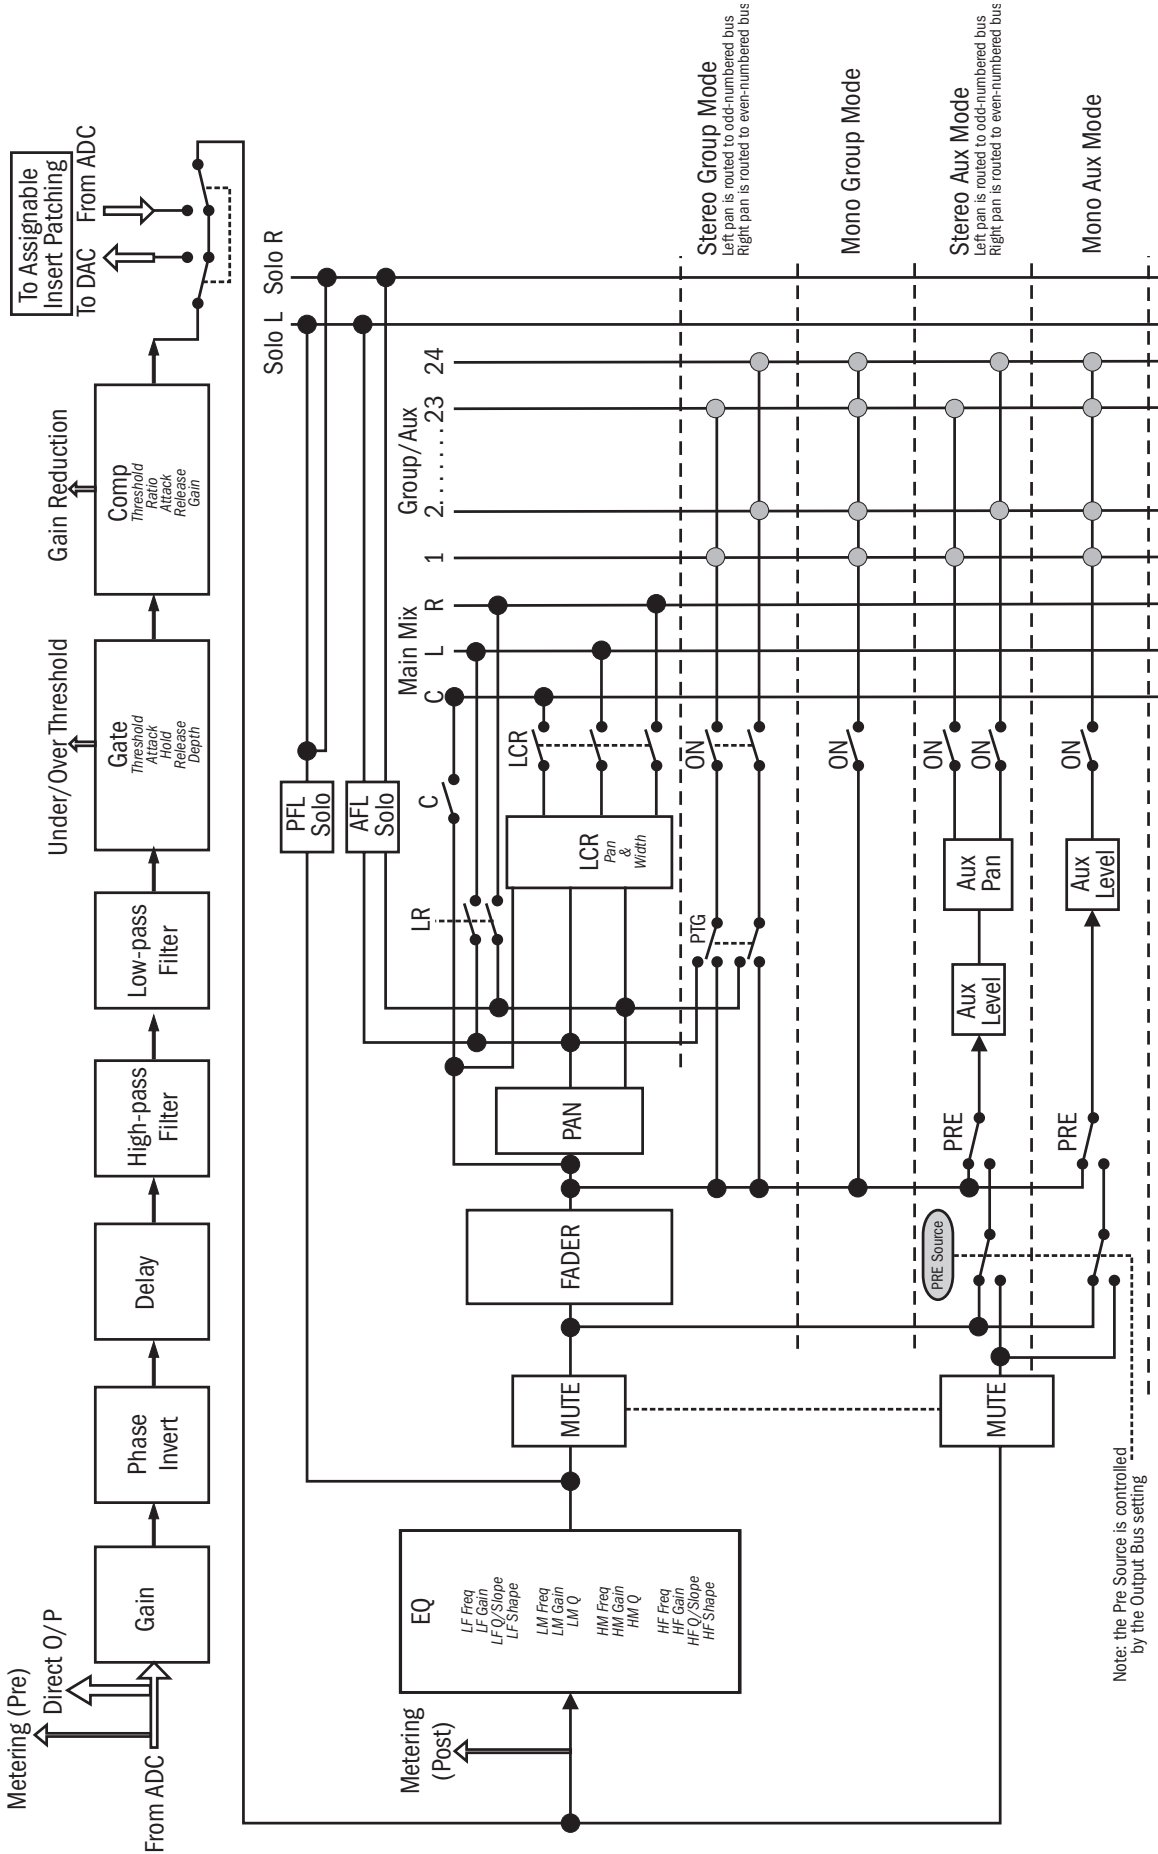 Metering (Pre)
Direct O/P
From ADC
Gain
Phase
Invert
Delay
High-pass
Filter
Low-pass
Filter
Under/Over Threshold
Gate
Threshold
Attack
Hold
Release
Depth
Gain Reduction
Comp
Threshold
Ratio
Attack
Release
Gain
To Assignable
Insert Patching
To DAC
From ADC
Metering
(Post)
EQ
LF Freq
LF Gain
LF Q/Slope
LF Shape
LM Freq
LM Gain
LM Q
HM Freq
HM Gain
HM Q
HF Freq
HF Gain
HF Q/Slope
HF Shape
MUTE
FADER
PAN
PFL
Solo
AFL
Solo
LR
C
LCR
Pan
&
Width
LCR
Main Mix
C
L
R
Group/Aux
1
2........23
24
Solo L
Solo R
PTG
ON
Stereo Group Mode
Left pan is routed to odd-numbered bus
Right pan is routed to even-numbered bus
ON
Mono Group Mode
MUTE
PRE Source
PRE
Aux
Level
Aux
Pan
ON
ON
Stereo Aux Mode
Left pan is routed to odd-numbered bus
Right pan is routed to even-numbered bus
PRE
Aux
Level
ON
Mono Aux Mode
Note: the Pre Source is controlled
by the Output Bus setting